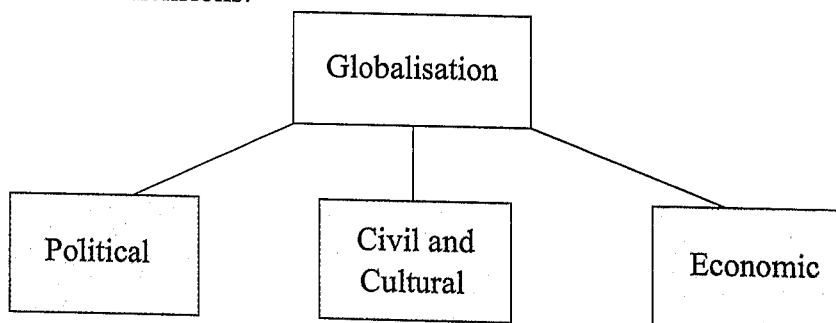 Globalisation
Political
Civil and
Cultural
Economic